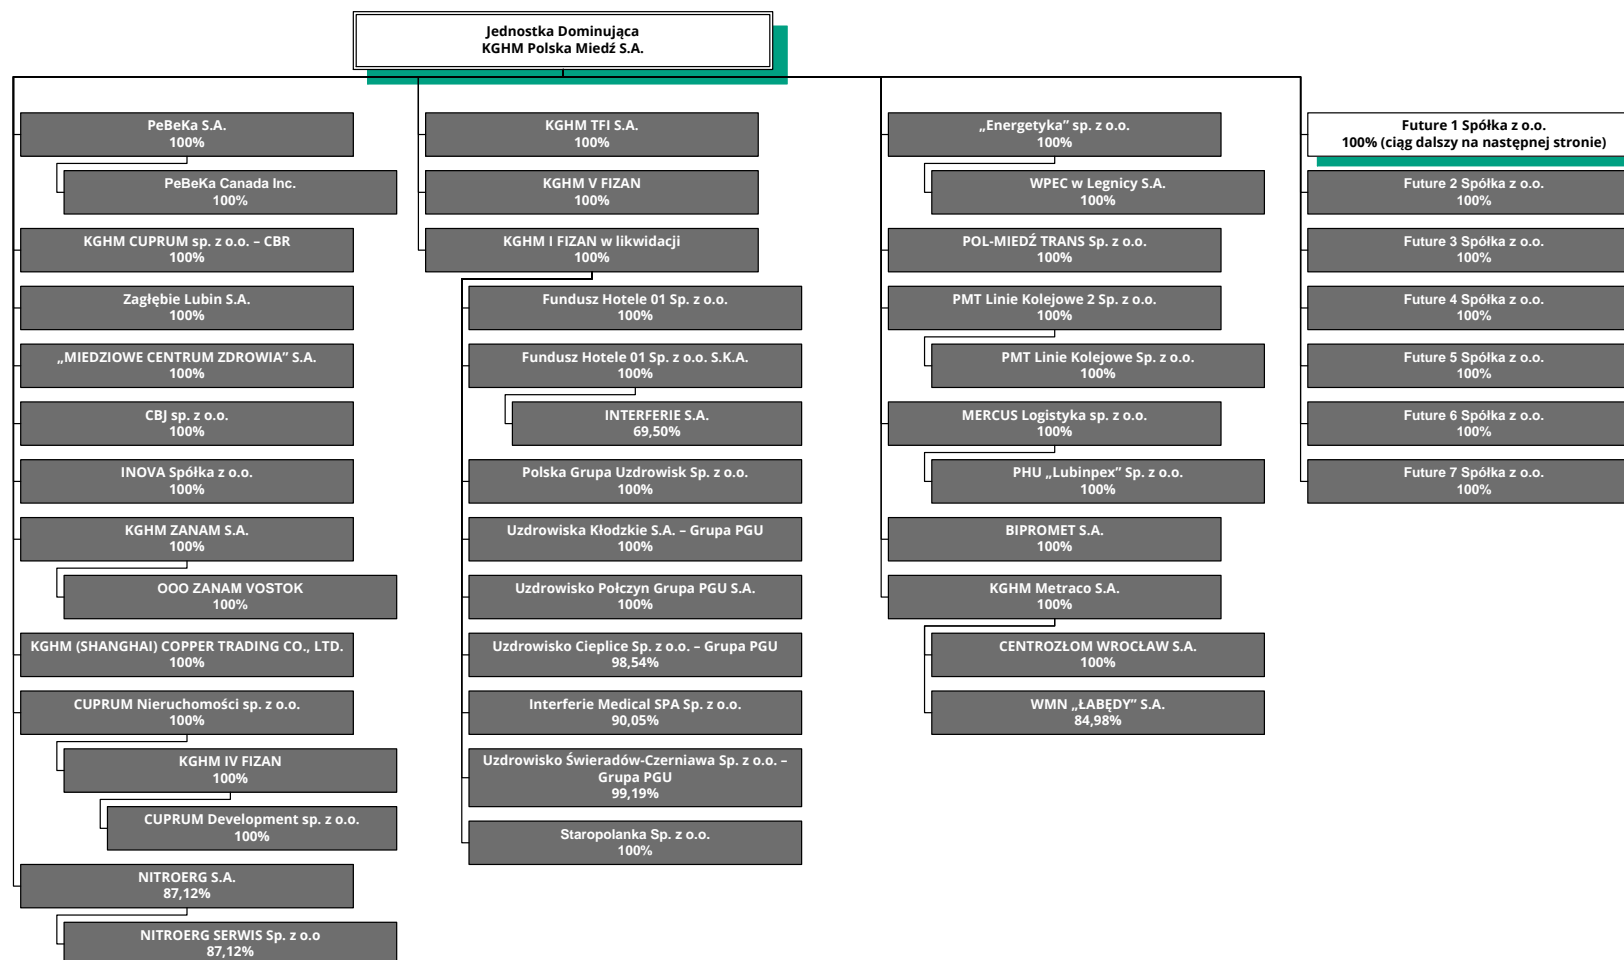 Jednostka Dominująca
KGHM Polska Miedź S.A.
PeBeKa S.A.
100%
PeBeKa Canada Inc.
100%
KGHM CUPRUM sp. z o.o. – CBR
100%
Zagłębie Lubin S.A.
100%
„MIEDZIOWE CENTRUM ZDROWIA” S.A.
100%
CBJ sp. z o.o.
100%
INOVA Spółka z o.o.
100%
KGHM ZANAM S.A.
100%
OOO ZANAM VOSTOK
100%
KGHM (SHANGHAI) COPPER TRADING CO., LTD.
100%
CUPRUM Nieruchomości sp. z o.o.
100%
KGHM IV FIZAN
100%
CUPRUM Development sp. z o.o.
100%
NITROERG S.A.
87,12%
NITROERG SERWIS Sp. z o.o
87,12%
KGHM TFI S.A.
100%
KGHM V FIZAN
100%
KGHM I FIZAN w likwidacji
100%
Fundusz Hotele 01 Sp. z o.o.
100%
Fundusz Hotele 01 Sp. z o.o. S.K.A.
100%
INTERFERIE S.A.
69,50%
Polska Grupa Uzdrowisk Sp. z o.o.
100%
Uzdrowiska Kłodzkie S.A. – Grupa PGU
100%
Uzdrowisko Połczyn Grupa PGU S.A.
100%
Uzdrowisko Cieplice Sp. z o.o. – Grupa PGU
98,54%
Interferie Medical SPA Sp. z o.o.
90,05%
Uzdrowisko Świeradów-Czerniawa Sp. z o.o. –
Grupa PGU
99,19%
Staropolanka Sp. z o.o.
100%
„Energetyka” sp. z o.o.
100%
WPEC w Legnicy S.A.
100%
POL-MIEDŹ TRANS Sp. z o.o.
100%
PMT Linie Kolejowe 2 Sp. z o.o.
100%
PMT Linie Kolejowe Sp. z o.o.
100%
MERCUS Logistyka sp. z o.o.
100%
PHU „Lubinpex” Sp. z o.o.
100%
BIPROMET S.A.
100%
KGHM Metraco S.A.
100%
CENTROZŁOM WROCŁAW S.A.
100%
WMN „ŁABĘDY” S.A.
84,98%
Future 1 Spółka z o.o.
100% (ciąg dalszy na następnej stronie)
Future 2 Spółka z o.o.
100%
Future 3 Spółka z o.o.
100%
Future 4 Spółka z o.o.
100%
Future 5 Spółka z o.o.
100%
Future 6 Spółka z o.o.
100%
Future 7 Spółka z o.o.
100%